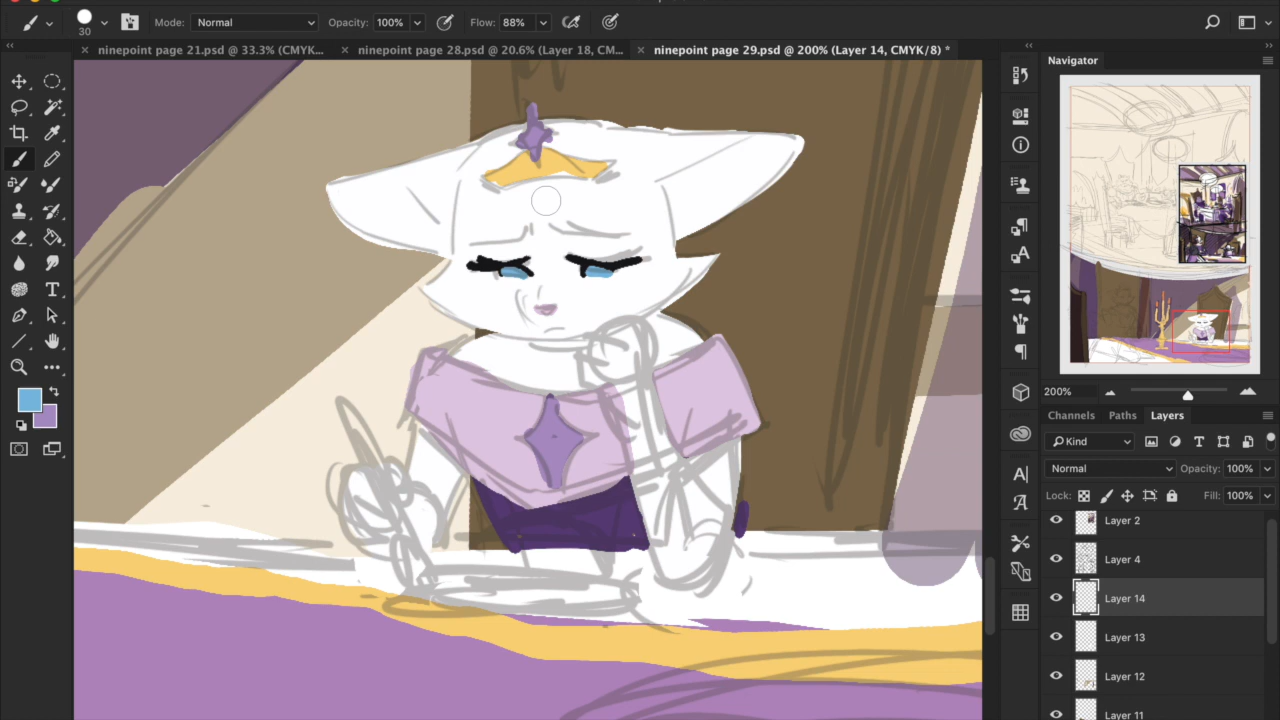 30 Mode: Normal Opacity: 100% Flow: 88%
ninepoint page 21.psd @ 33.3% (CMYK... ninepoint page 28.psd @ 20.6% (Layer 18, CM... ninepoint page 29.psd @ 200% (Layer 14, CMYK/8) *
Navigator
200%
Channels Paths Layers
Kind
Normal Opacity: 100%
Lock: Fill: 100%
Layer 2
Layer 4
Layer 14
Layer 13
Layer 12
Layer 11